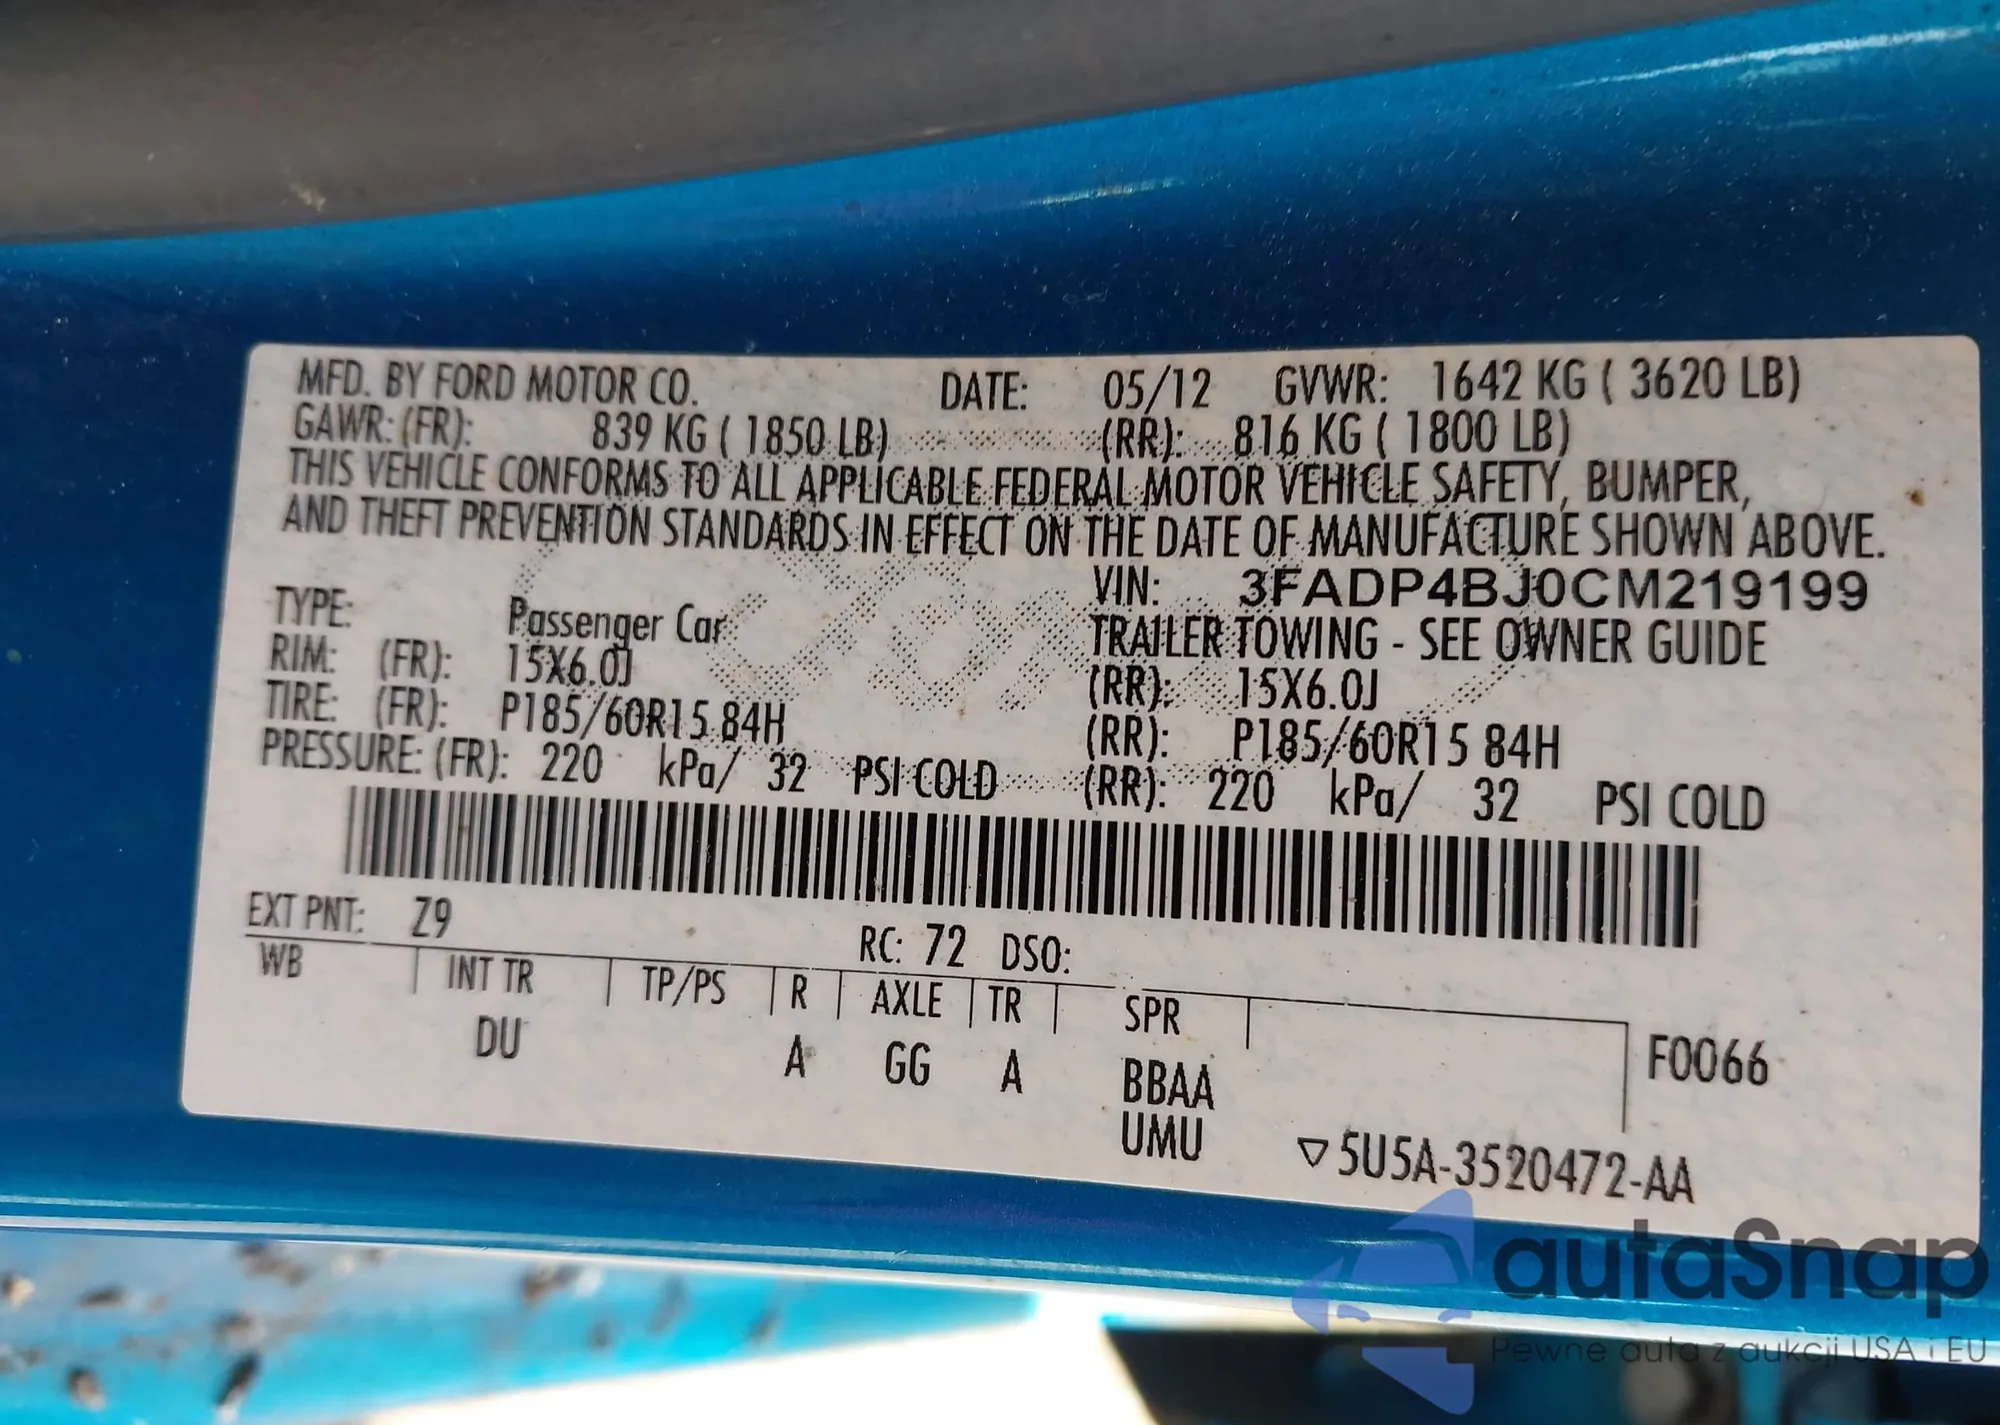 MFD. BY FORD MOTOR CO. DATE: 05/12 GVWR: 1642 KG ( 3620 LB)
GAWR: (FR): 839 KG ( 1850 LB) (RR): 816 KG ( 1800 LB)
THIS VEHICLE CONFORMS TO ALL APPLICABLE FEDERAL MOTOR VEHICLE SAFETY, BUMPER,
AND THEFT PREVENTION STANDARDS IN EFFECT ON THE DATE OF MANUFACTURE SHOWN ABOVE.
VIN: 3FADP4BJ0CM219199
TYPE: Passenger Car TRAILER TOWING - SEE OWNER GUIDE
RIM: (FR): 15X6.0J (RR): 15X6.0J
TIRE: (FR): P185/60R15 84H (RR): P185/60R15 84H
PRESSURE: (FR): 220 kPa/ 32 PSI COLD (RR): 220 kPa/ 32 PSI COLD
EXT PNT: Z9 RC: 72 DSO:
WB INT TR TP/PS R AXLE TR SPR
DU A GG A BBAA F0066
UMU ▽5U5A-3520472-AA
autaSnap
Pewne auta z aukcji USA i EU